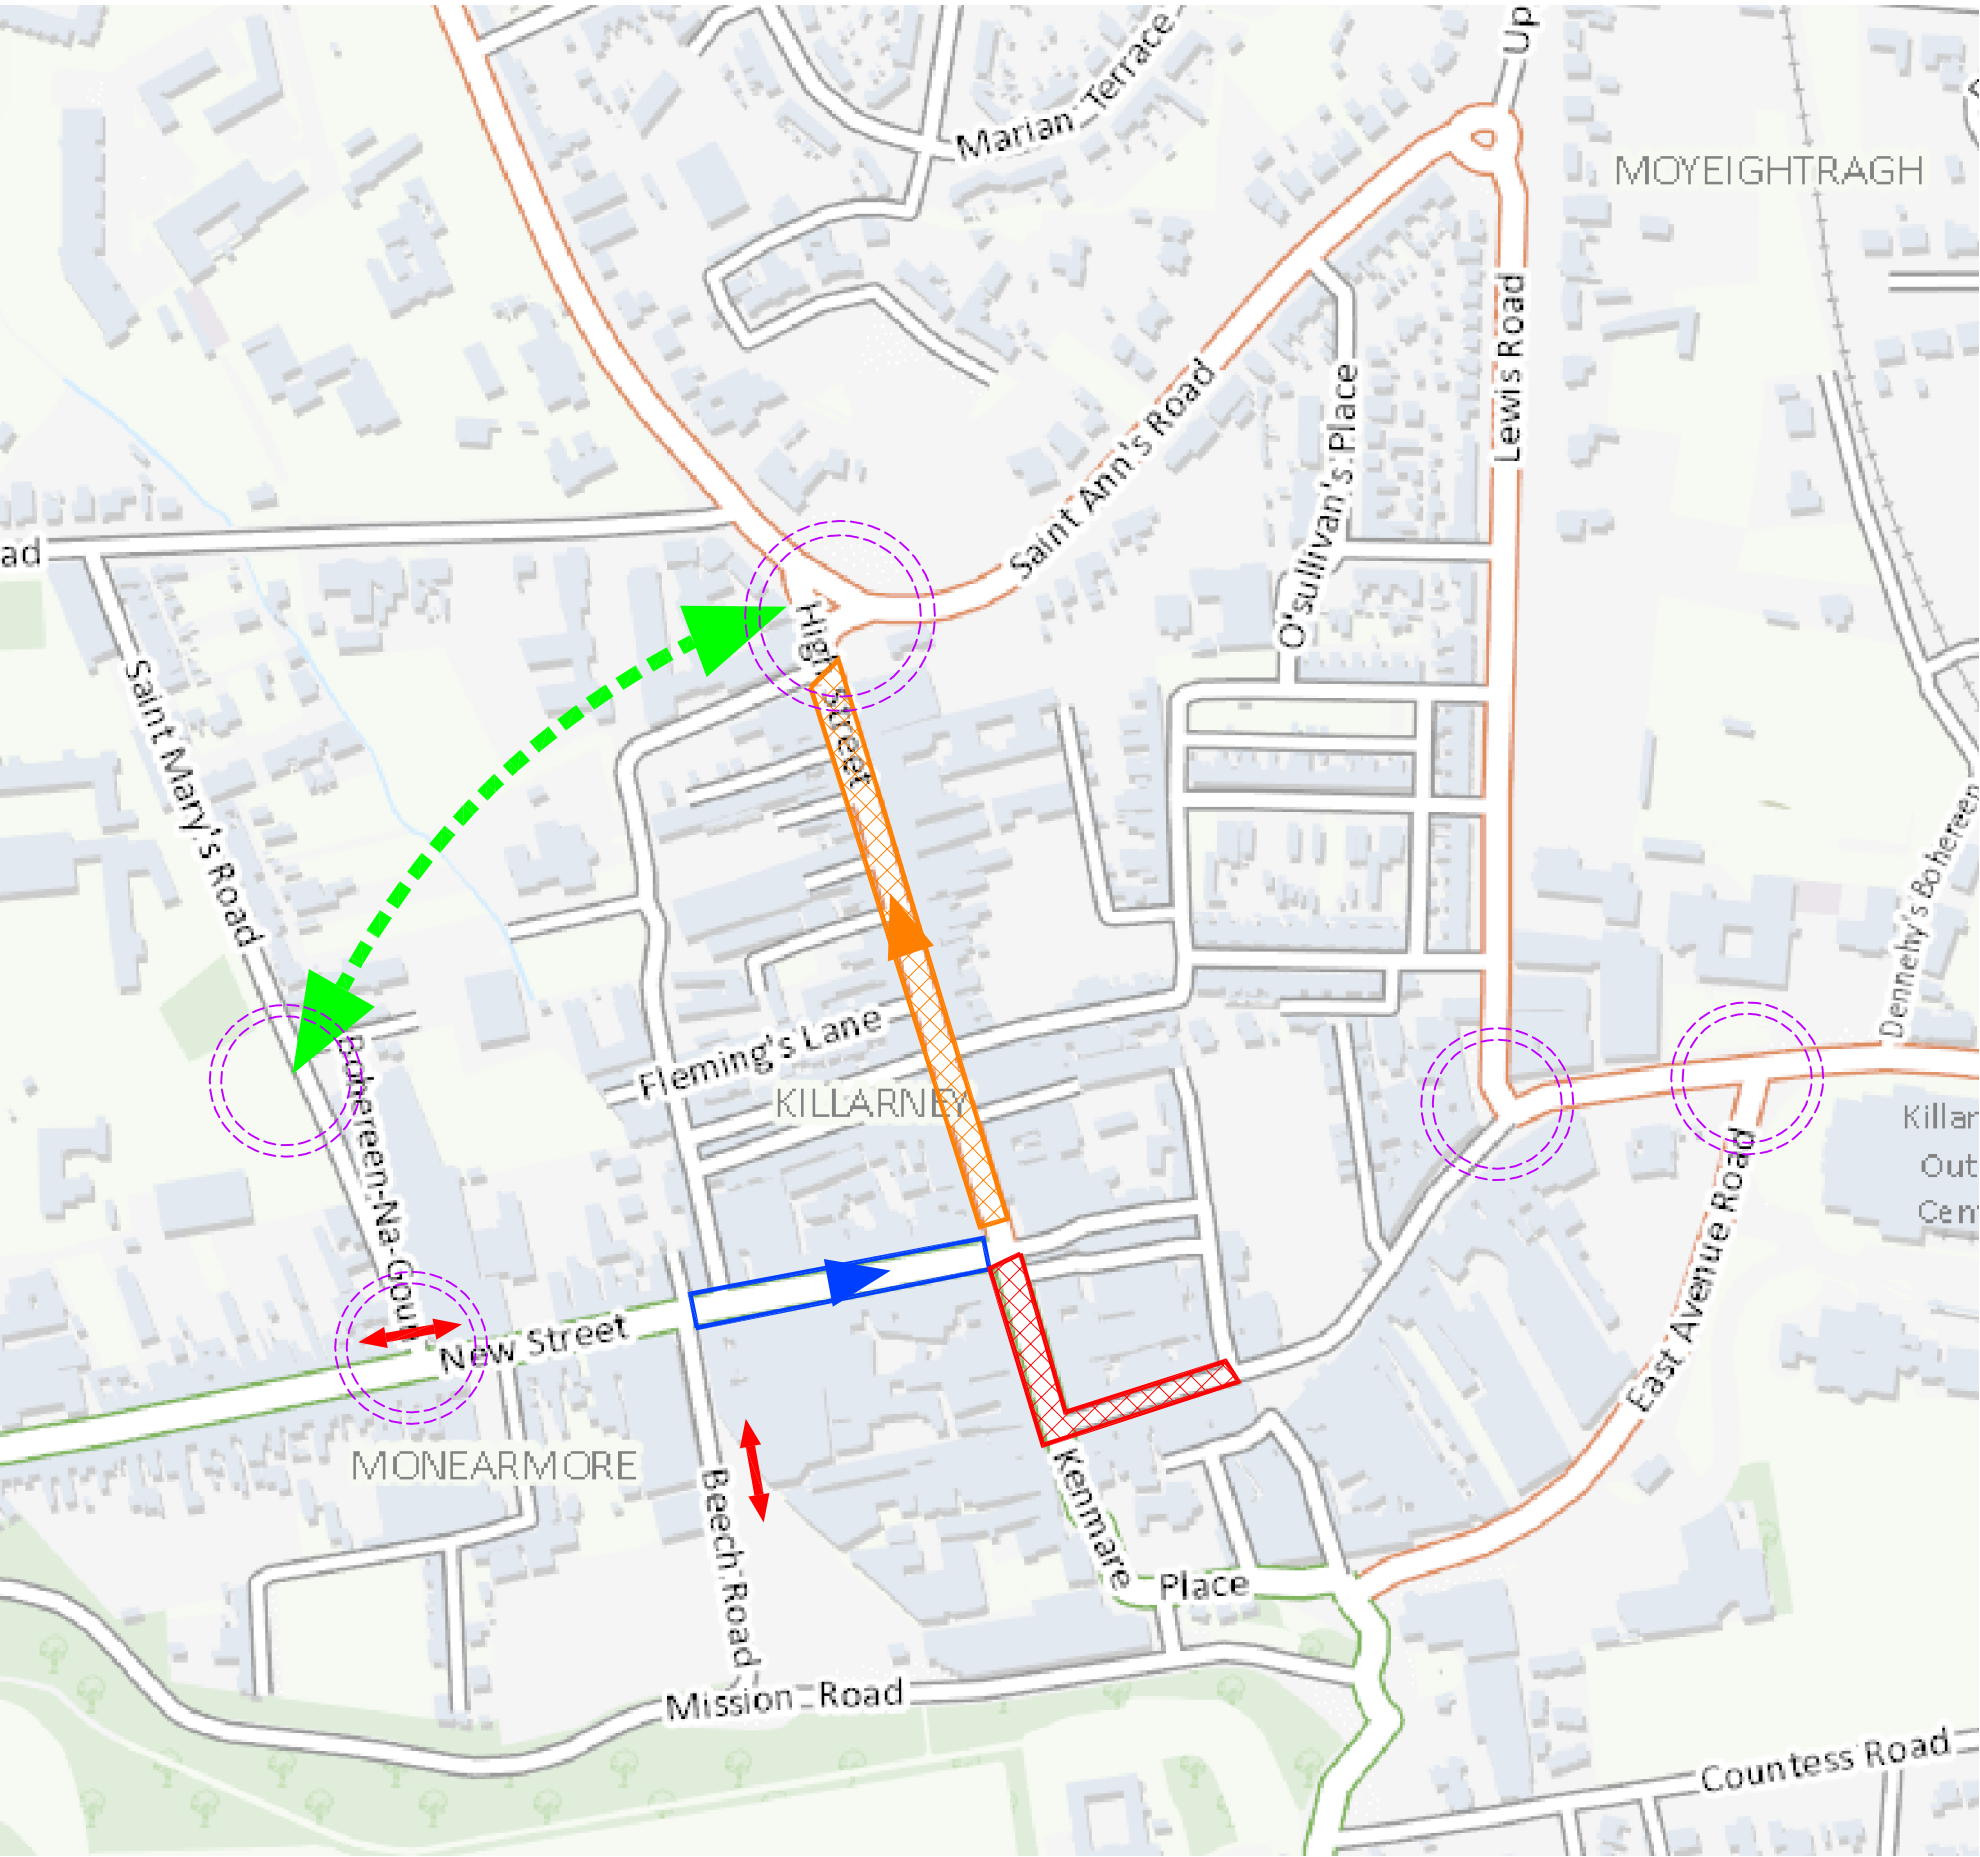 Up
Marian Terrace
MOYEIGHTRAGH
Lewis Road
Saint Ann's Road
O'sullivan's Place
ad
High Street
Saint Mary's Road
Dennehy's Bohereen
Fleming's Lane
KILLARNEY
Bohereen-Na-Goun
Killar
Out
Cent
East Avenue Road
New Street
MONEARMORE
Beech Road
Kenmare
Place
Mission Road
Countess Road